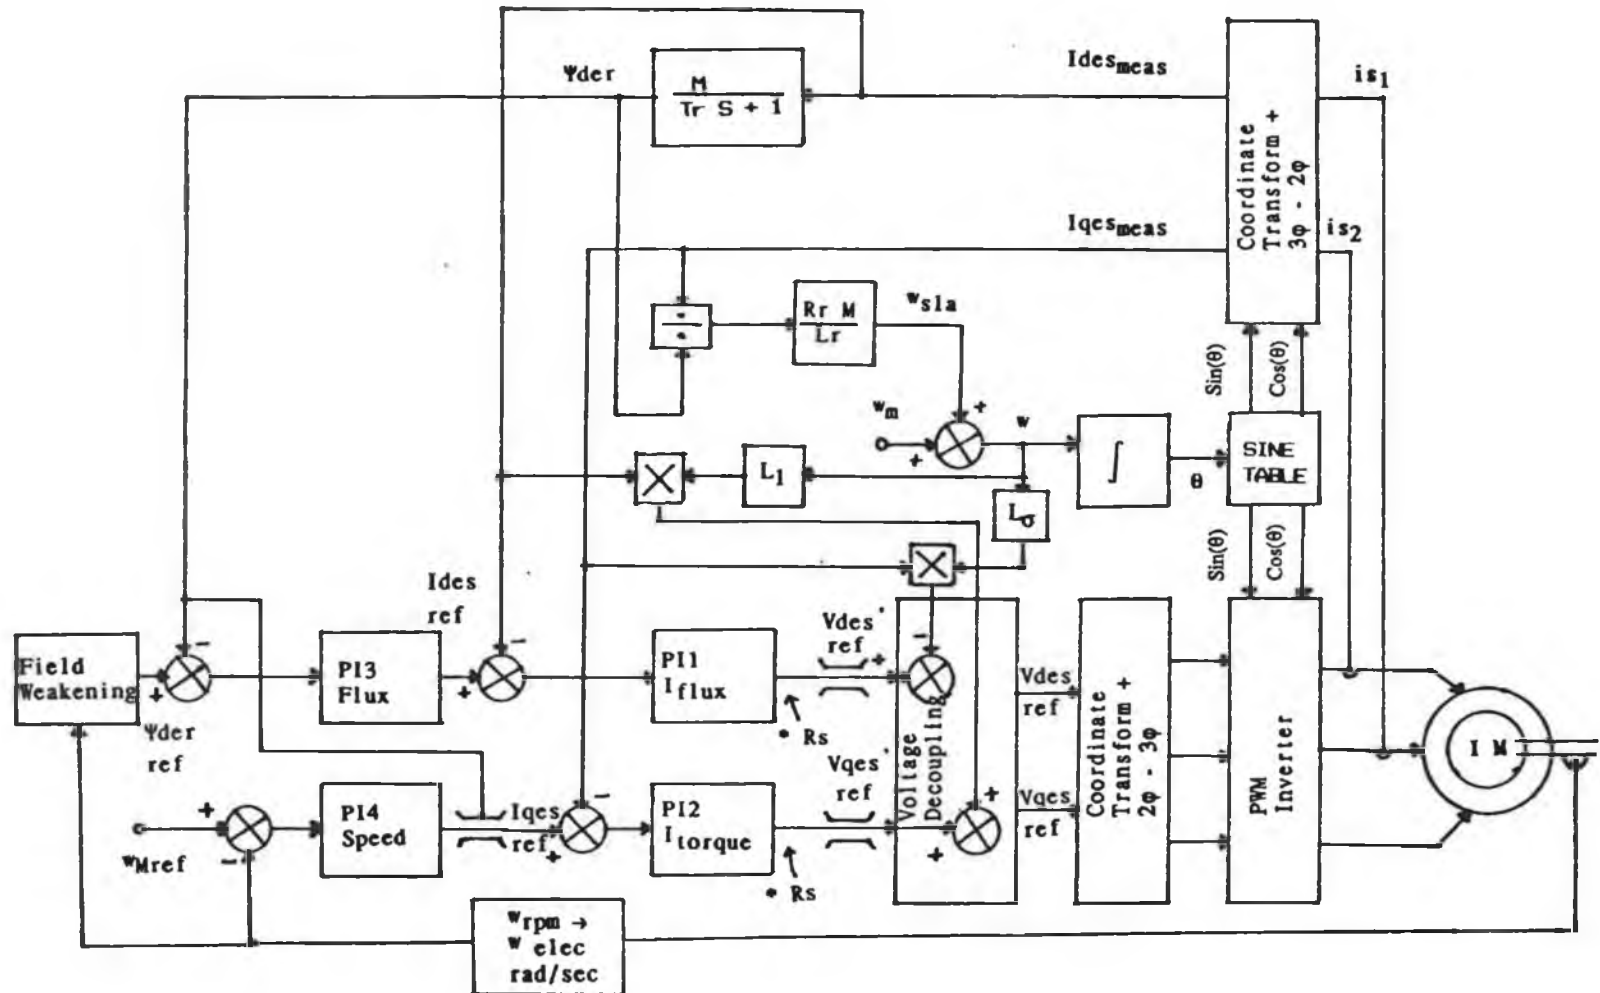 Ψder
M
Tr S + 1
Ides meas
is1
Coordinate
Transform +
3φ - 2φ
Iqes meas
is2
Rr M
Lr
wsla
Sin(θ)
Cos(θ)
wm
+
+
w
∫
θ
SINE
TABLE
L1
Lσ
Sin(θ)
Cos(θ)
Ides
ref
Field
Weakening
-
+
Ψder
ref
PI3
Flux
-
+
PI1
Iflux
Vdes'
ref
* Rs
-
+
Voltage
Decoupling
Vdes
ref
Coordinate
Transform +
2φ - 3φ
PWM
Inverter
I M
+
-
wMref
PI4
Speed
Iqes
ref
-
+
PI2
Itorque
Vqes'
ref
* Rs
+
+
Vqes
ref
wrpm →
w elec
rad/sec